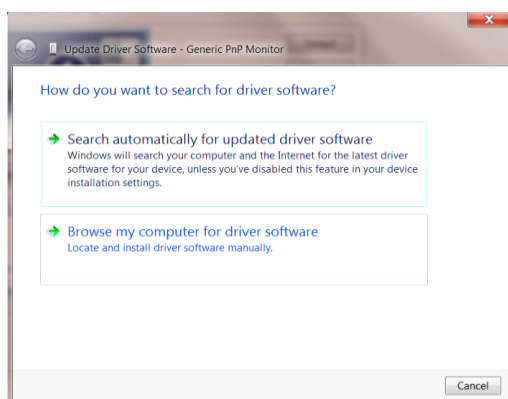 Update Driver Software - Generic PnP Monitor
How do you want to search for driver software?
Search automatically for updated driver software
Windows will search your computer and the Internet for the latest driver
software for your device, unless you've disabled this feature in your device
installation settings.
Browse my computer for driver software
Locate and install driver software manually.
Cancel